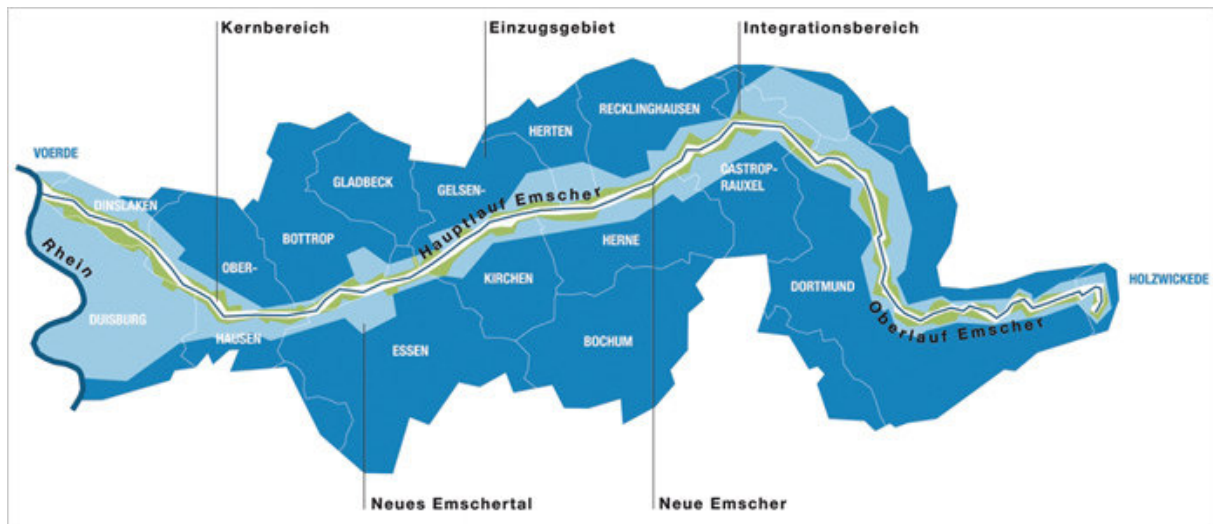 Kernbereich
Einzugsgebiet
Integrationsbereich
RECKLINGHAUSEN
HERTEN
VOERDE
GLADBECK
GELSEN-
CASTROP-
RAUXEL
DINSLAKEN
Hauptlauf Emscher
Rhein
BOTTROP
OBER-
HERNE
KIRCHEN
HOLZWICKEDE
DORTMUND
DUISBURG
HAUSEN
ESSEN
BOCHUM
Oberlauf Emscher
Neues Emschertal
Neue Emscher